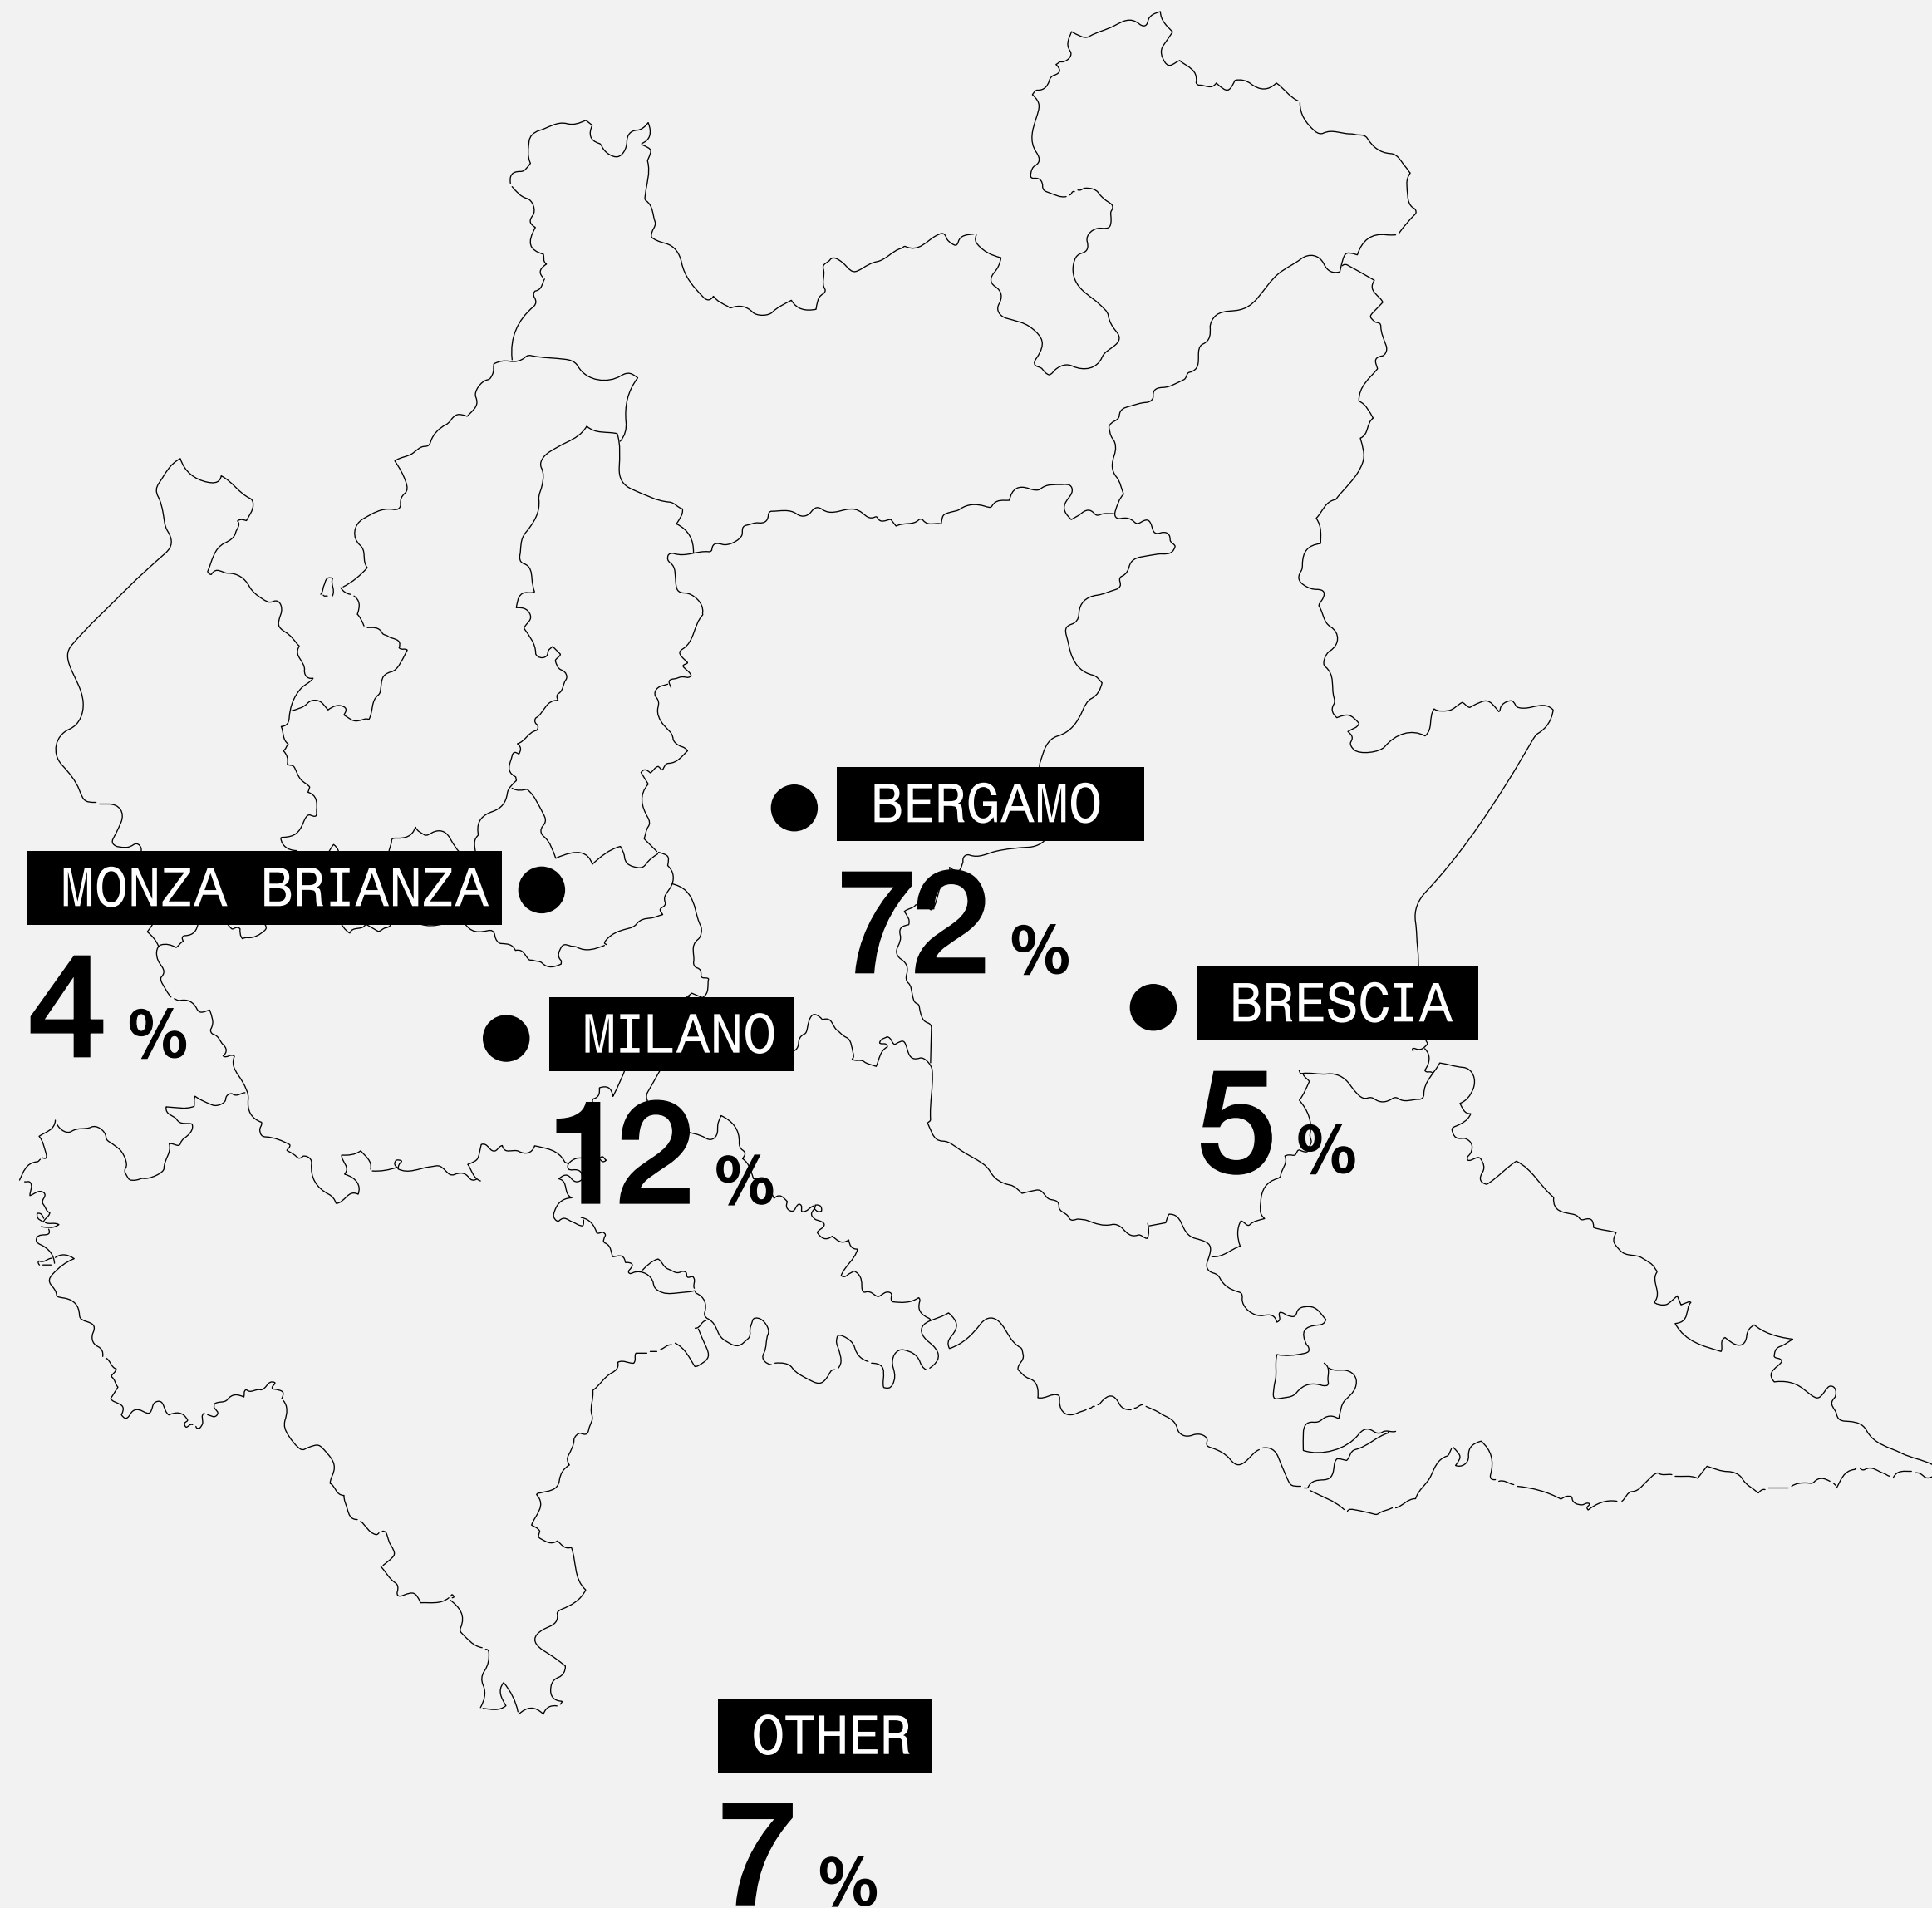 BERGAMO
72 %
MONZA BRIANZA
4 %
BRESCIA
5 %
MILANO
12 %
OTHER
7 %